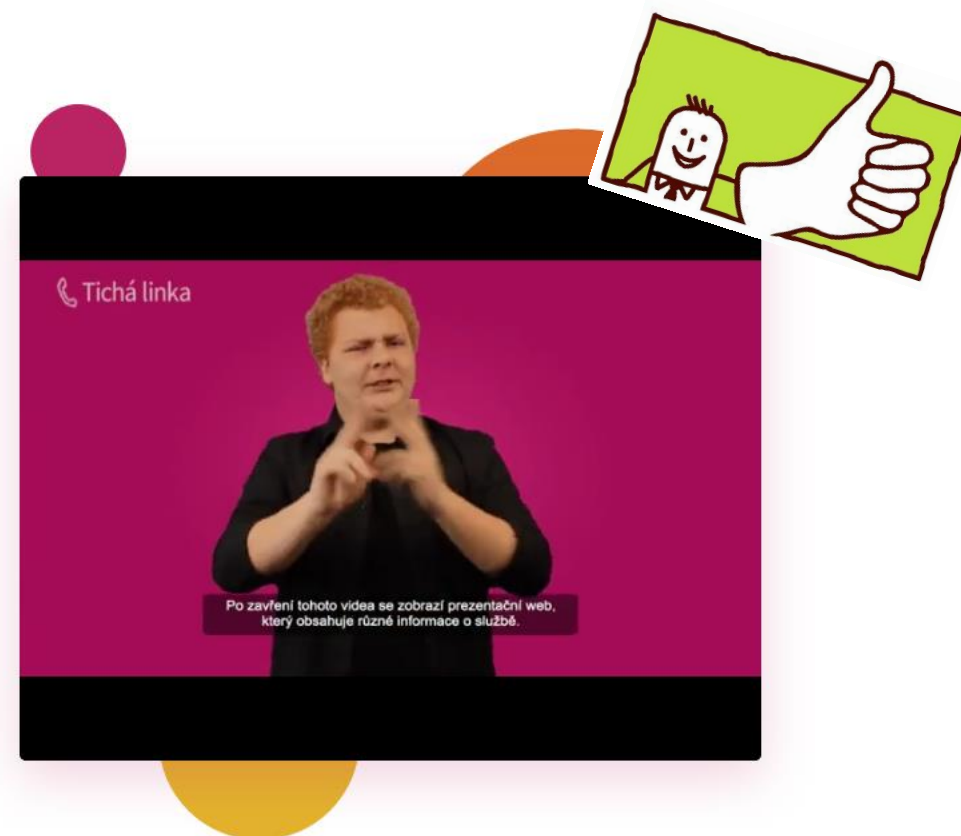 Tichá linka
Po zavření tohoto videa se zobrazí prezentační web,
který obsahuje různé informace o službě.